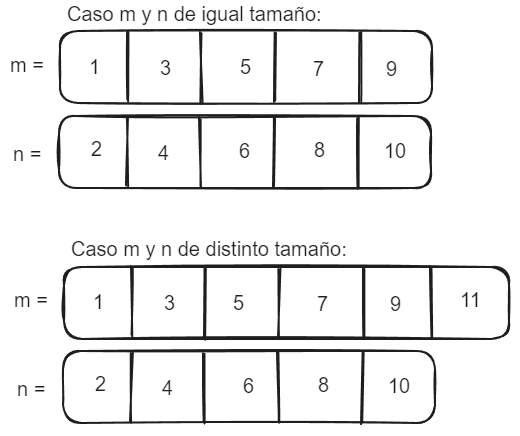 Caso m y n de igual tamaño:
m = 1 3 5 7 9
n = 2 4 6 8 10
Caso m y n de distinto tamaño:
m = 1 3 5 7 9 11
n = 2 4 6 8 10